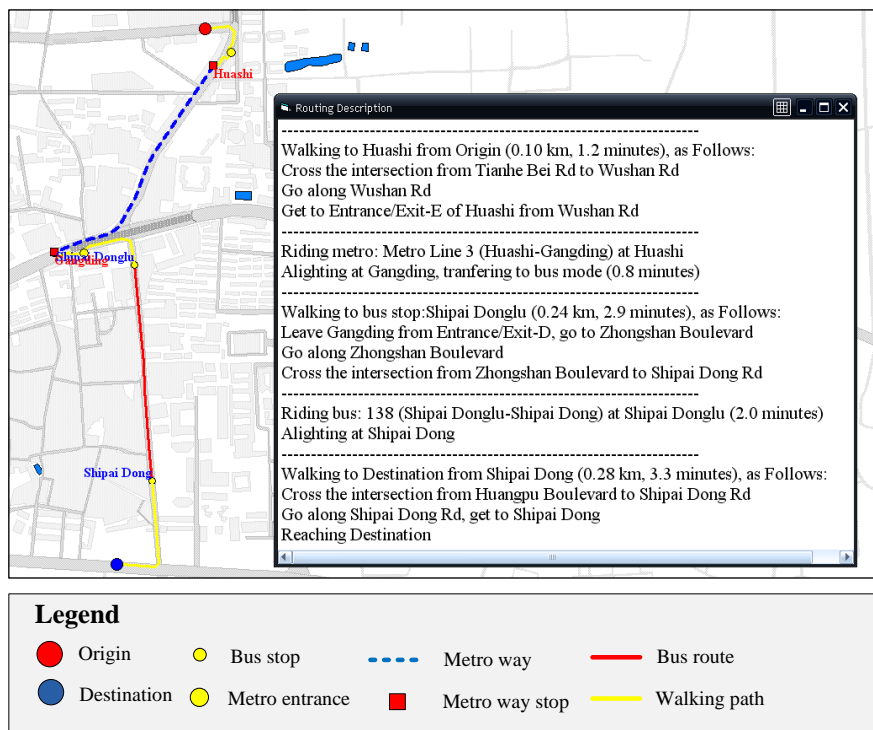 Huashi
Routing Description
------------------------------------------------------------------------
Walking to Huashi from Origin (0.10 km, 1.2 minutes), as Follows:
Cross the intersection from Tianhe Bei Rd to Wushan Rd
Go along Wushan Rd
Get to Entrance/Exit-E of Huashi from Wushan Rd
------------------------------------------------------------------------
Riding metro: Metro Line 3 (Huashi-Gangding) at Huashi
Alighting at Gangding, tranfering to bus mode (0.8 minutes)
------------------------------------------------------------------------
Walking to bus stop:Shipai Donglu (0.24 km, 2.9 minutes), as Follows:
Leave Gangding from Entrance/Exit-D, go to Zhongshan Boulevard
Go along Zhongshan Boulevard
Cross the intersection from Zhongshan Boulevard to Shipai Dong Rd
------------------------------------------------------------------------
Riding bus: 138 (Shipai Donglu-Shipai Dong) at Shipai Donglu (2.0 minutes)
Alighting at Shipai Dong
------------------------------------------------------------------------
Walking to Destination from Shipai Dong (0.28 km, 3.3 minutes), as Follows:
Cross the intersection from Huangpu Boulevard to Shipai Dong Rd
Go along Shipai Dong Rd, get to Shipai Dong
Reaching Destination
Shipai Donglu
Gangding
Shipai Dong
Legend
Origin
Bus stop
Metro way
Bus route
Destination
Metro entrance
Metro way stop
Walking path